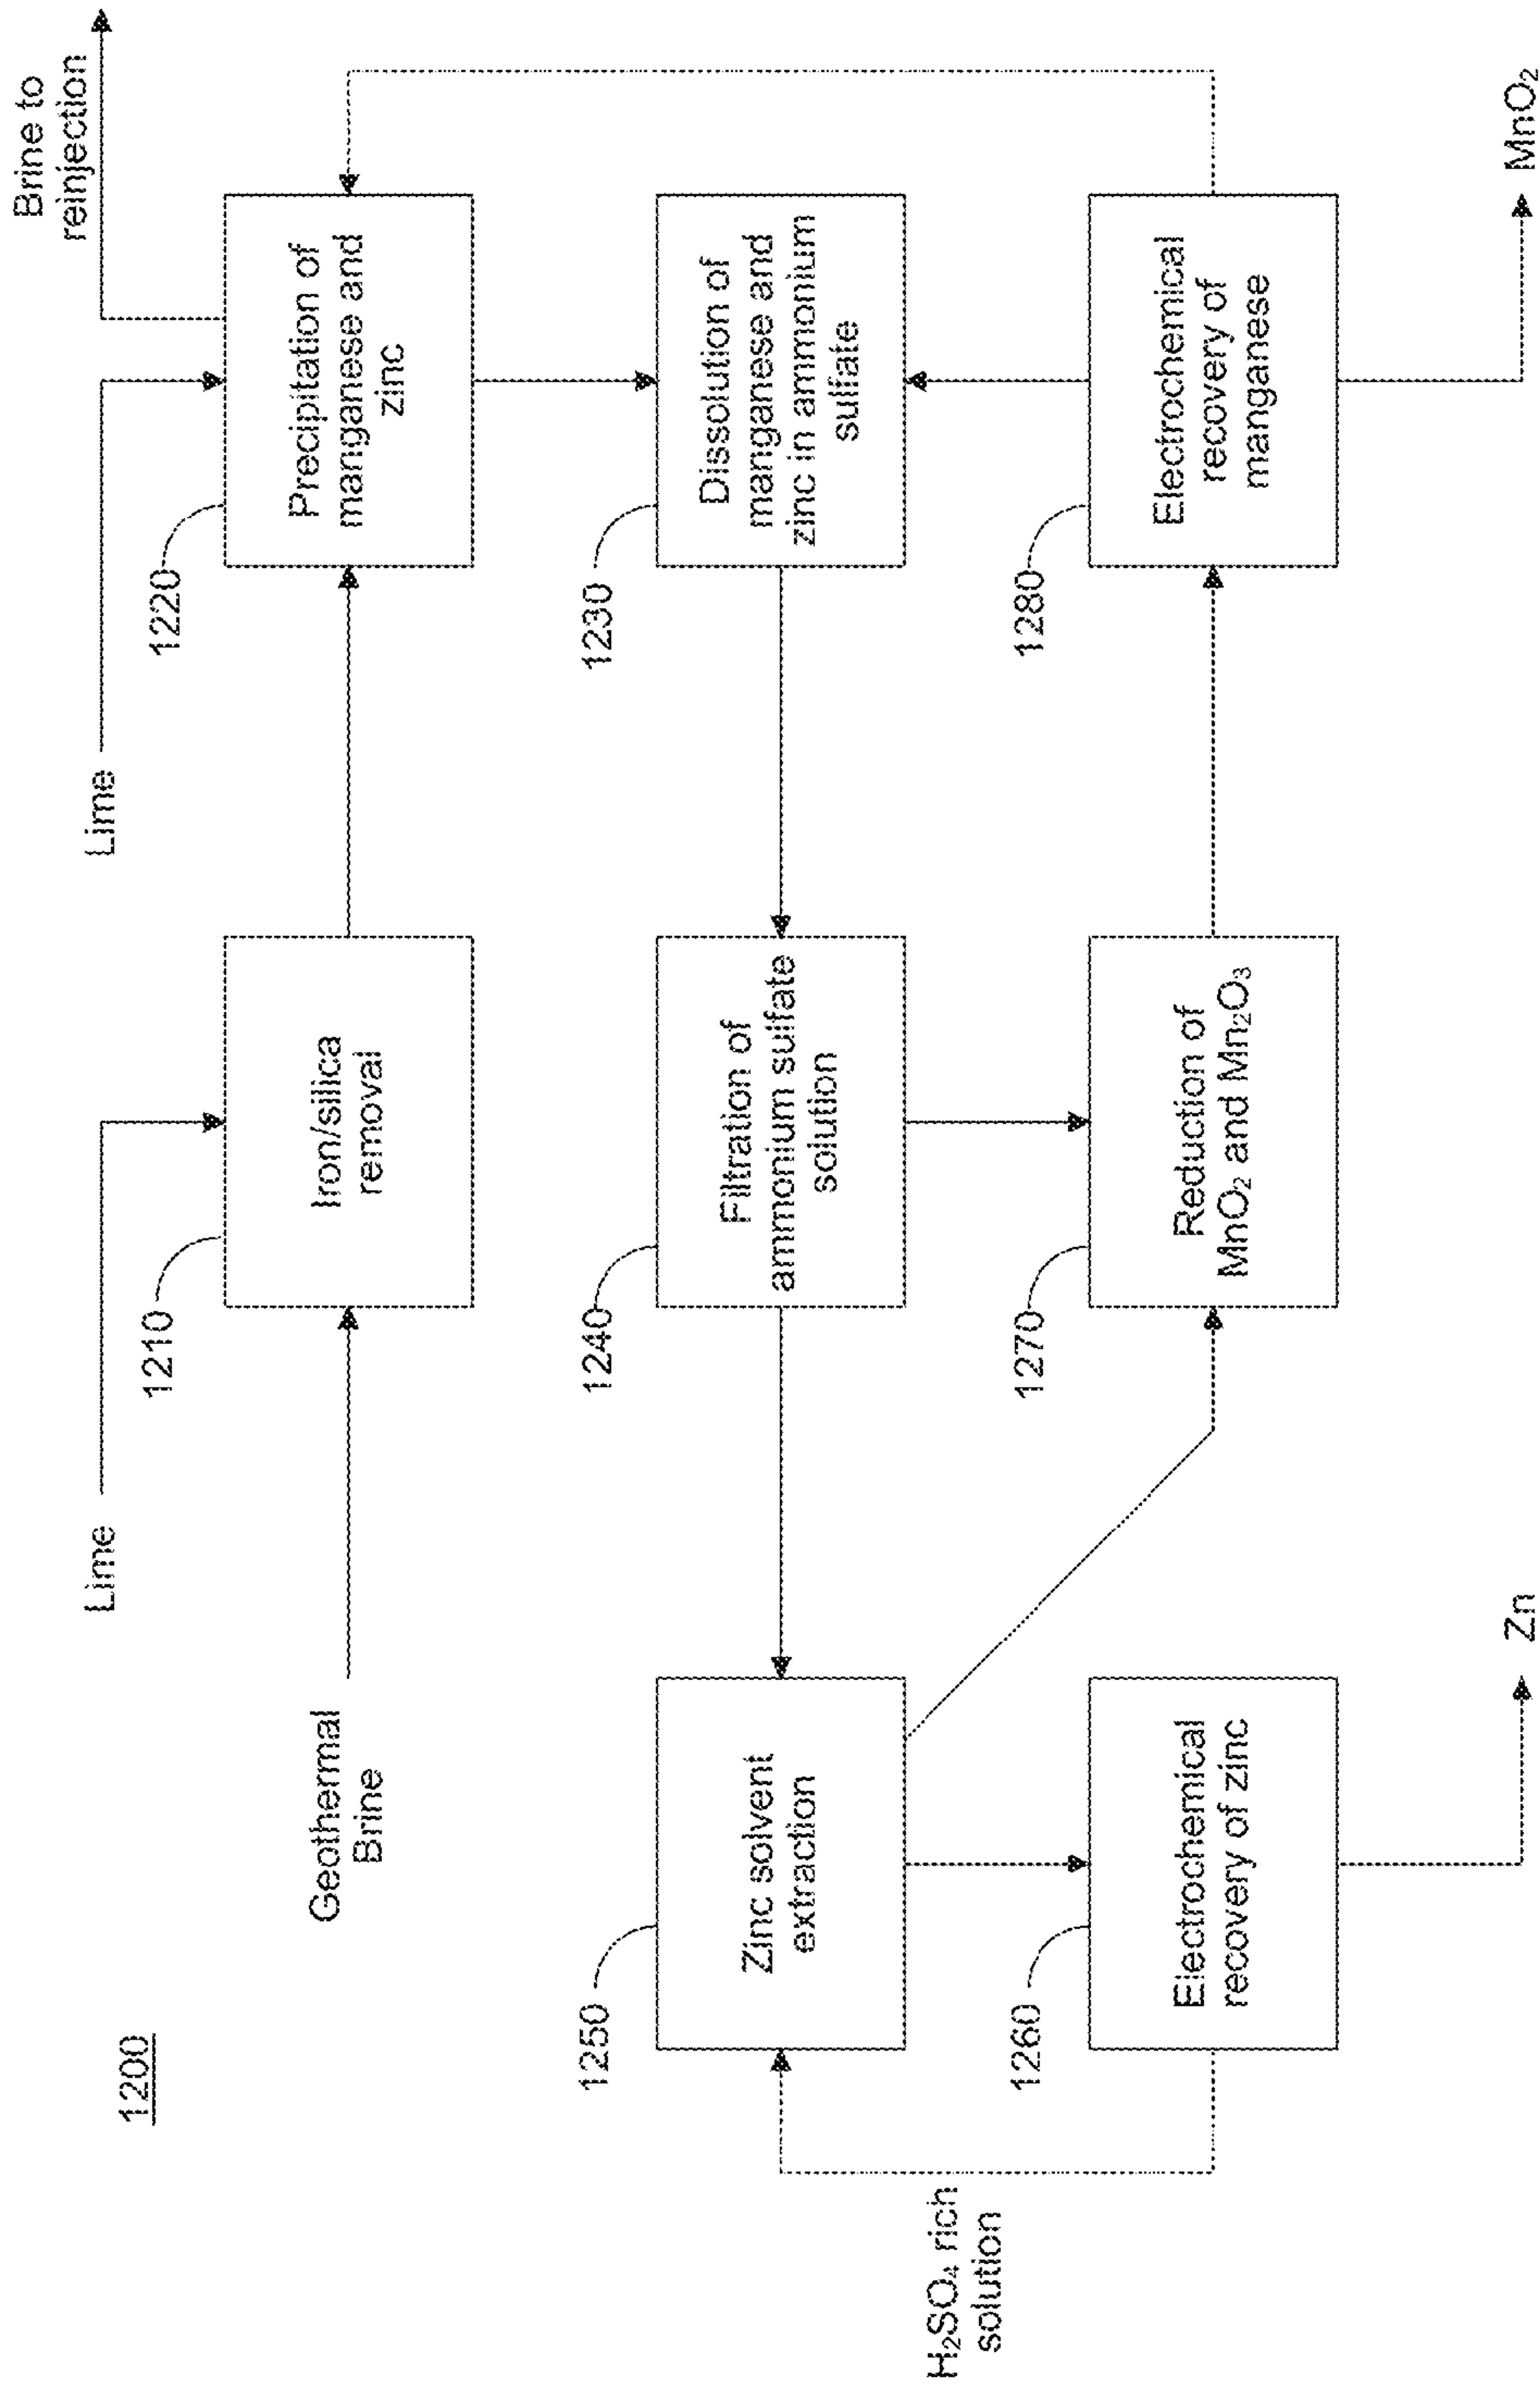 1200
Lime
Lime
Brine to
reinjection
Geothermal
Brine
1210
Iron/silica
removal
1220
Precipitation of
manganese and
zinc
1250
Zinc solvent
extraction
1240
Filtration of
ammonium sulfate
solution
1230
Dissolution of
manganese and
zinc in ammonium
sulfate
H₂SO₄ rich
solution
1260
Electrochemical
recovery of zinc
1270
Reduction of
MnO₂ and Mn₂O₃
1280
Electrochemical
recovery of
manganese
Zn
MnO₂